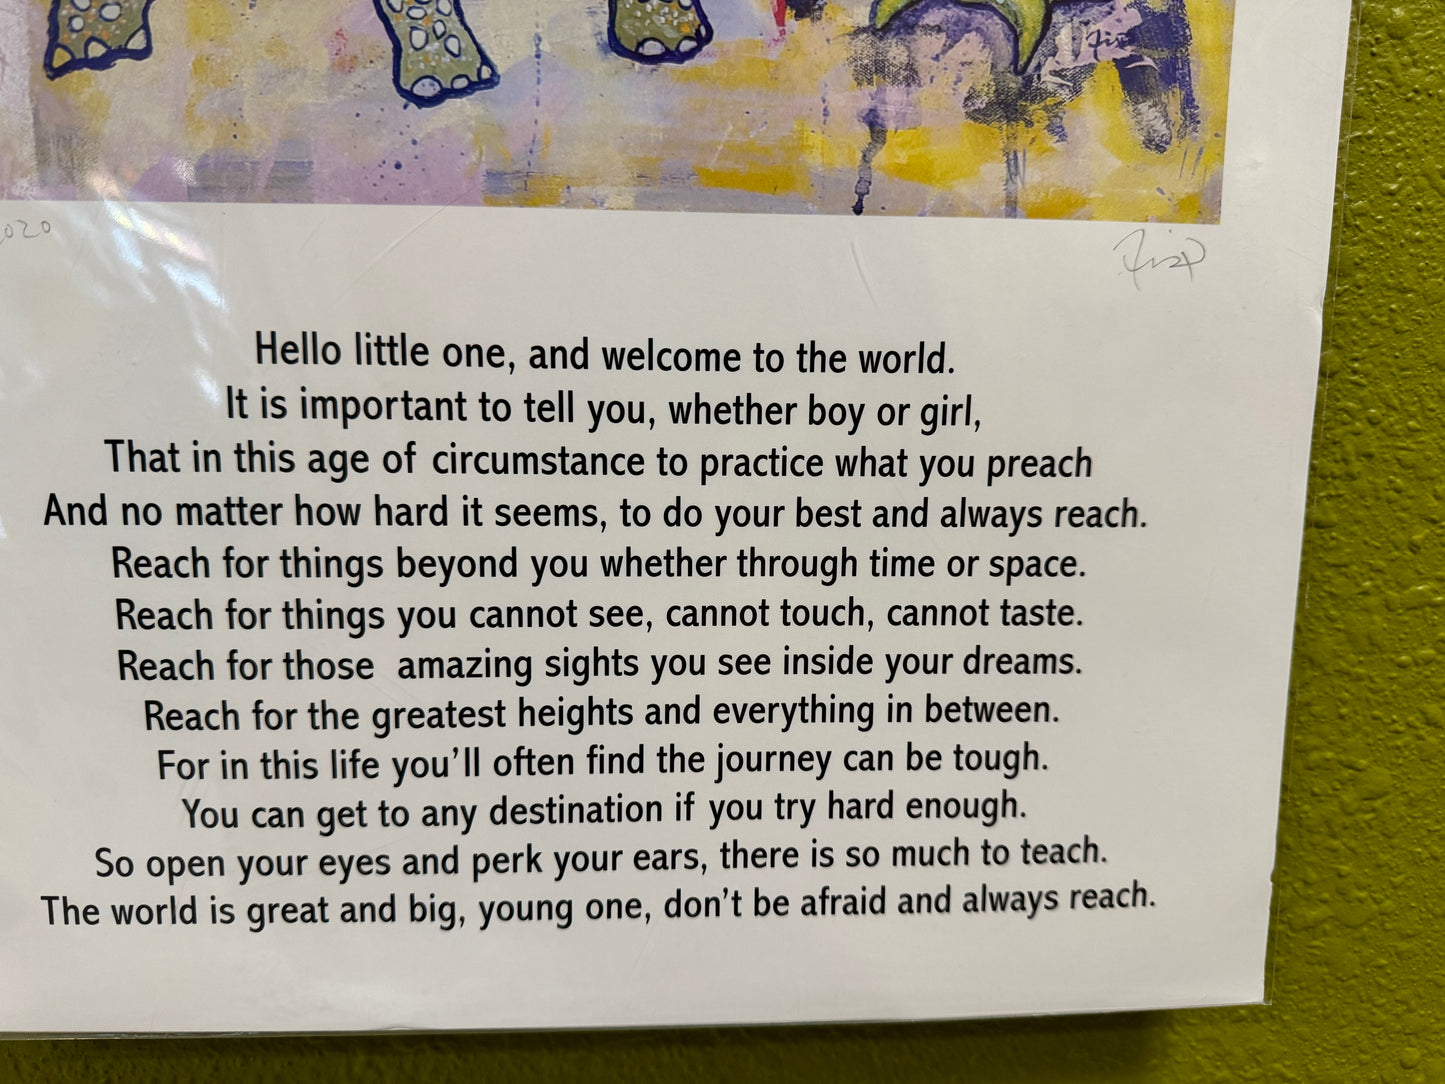 2020
Hello little one, and welcome to the world.
It is important to tell you, whether boy or girl,
That in this age of circumstance to practice what you preach
And no matter how hard it seems, to do your best and always reach.
Reach for things beyond you whether through time or space.
Reach for things you cannot see, cannot touch, cannot taste.
Reach for those  amazing sights you see inside your dreams.
Reach for the greatest heights and everything in between.
For in this life you’ll often find the journey can be tough.
You can get to any destination if you try hard enough.
So open your eyes and perk your ears, there is so much to teach.
The world is great and big, young one, don’t be afraid and always reach.